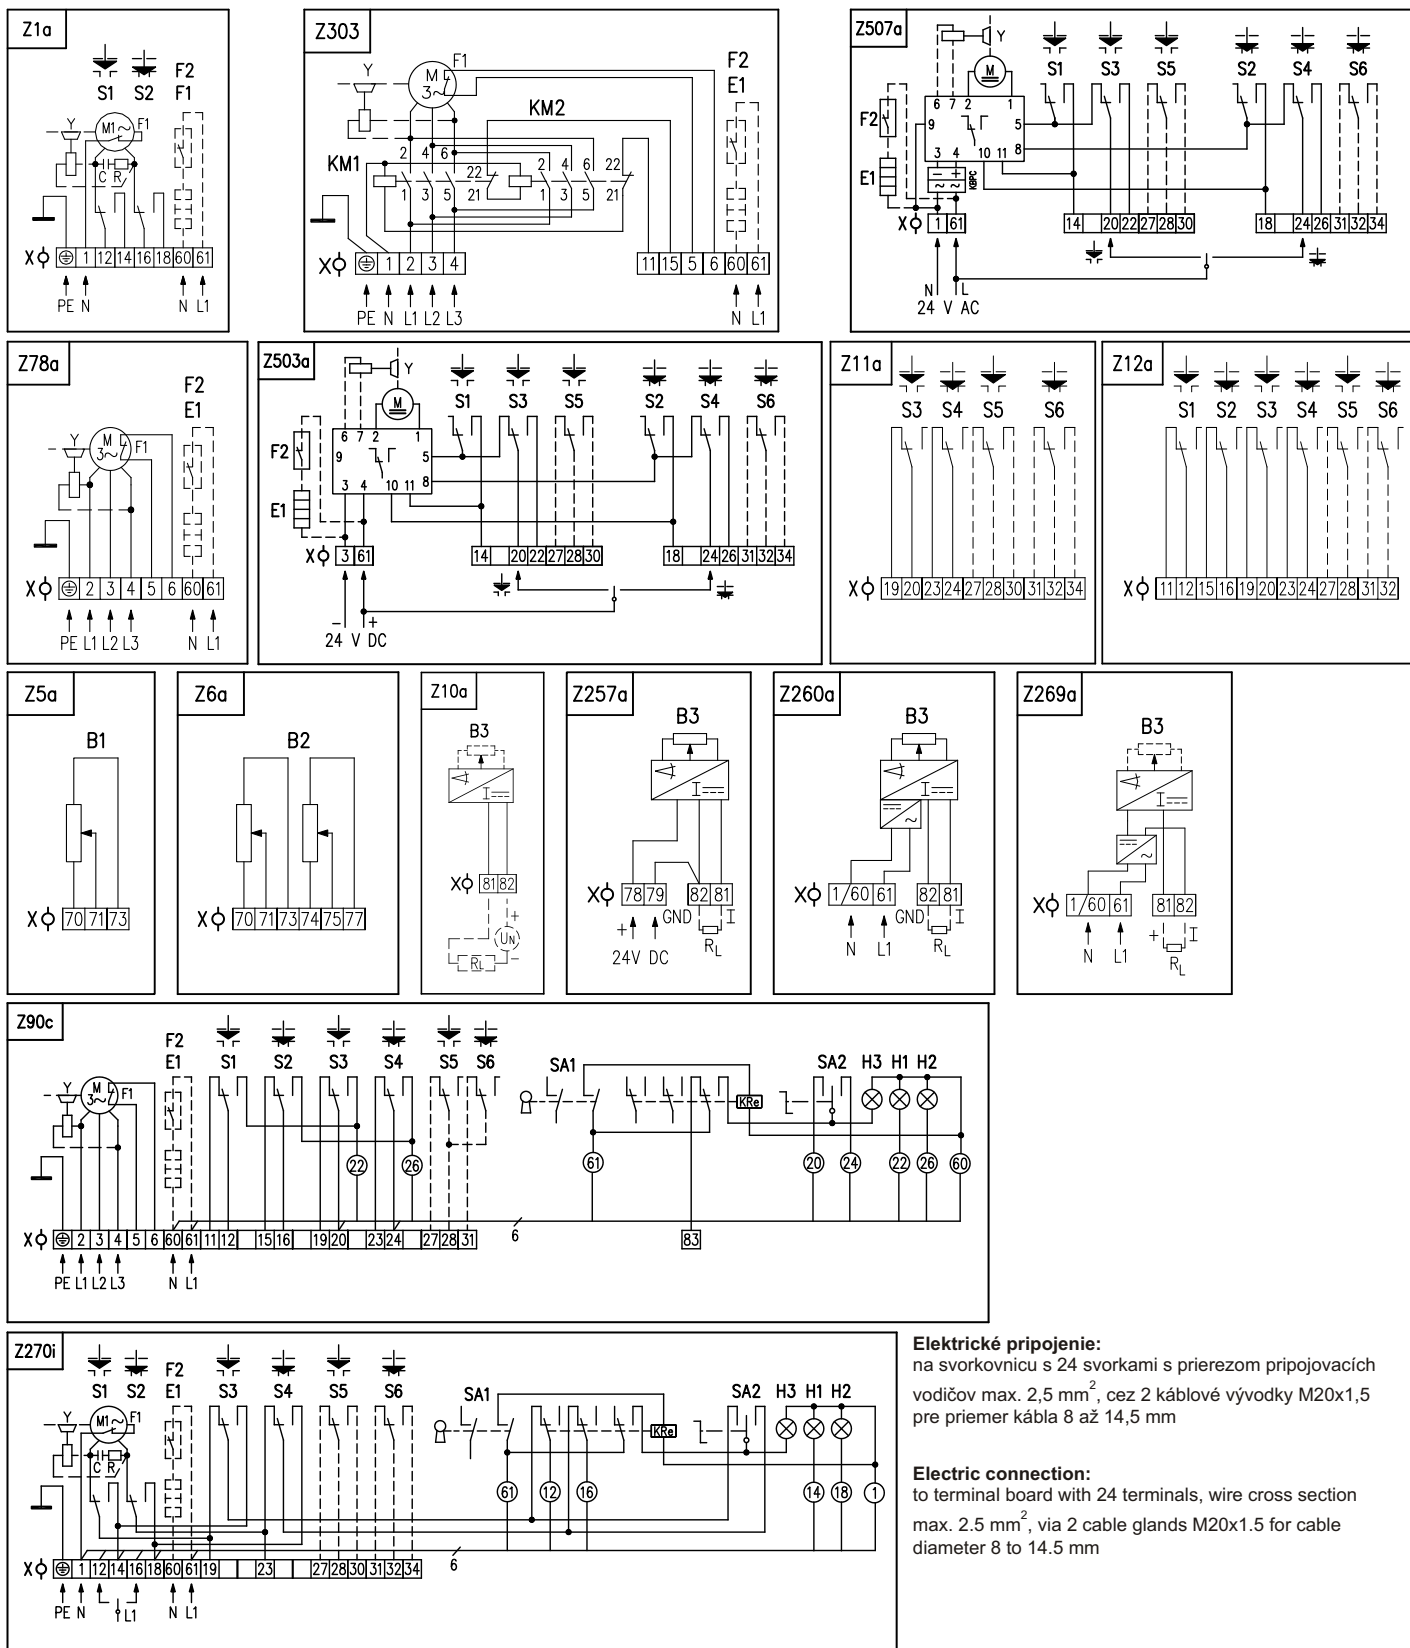 Z1a
S1 S2 F2
F1
Y M1~ F1
C R
X 1 12 14 16 18 60 61
PE N N L1
Z303
Y M 3~ F1
F2
E1
KM2
KM1
2 4 6 22 2 4 6 22
1 3 5 21 1 3 5 21
X 1 2 3 4 11 15 5 6 60 61
PE N L1 L2 L3 N L1
Z507a
Y M
S1 S3 S5 S2 S4 S6
F2
E1
6 7 2 1
9 5
8
3 4 10 11
- +
~ ~
KBPC
X 1 61 14 20 22 27 28 30 18 24 26 31 32 34
N L
24 V AC
Z78a
F2
E1
Y M 3~ F1
X 2 3 4 5 6 60 61
PE L1 L2 L3 N L1
Z503a
Y M
S1 S3 S5 S2 S4 S6
F2
E1
6 7 2 1
9 5
8
3 4 10 11
X 3 61 14 20 22 27 28 30 18 24 26 31 32 34
- +
24 V DC
Z11a
S3 S4 S5 S6
X 19 20 23 24 27 28 30 31 32 34
Z12a
S1 S2 S3 S4 S5 S6
X 11 12 15 16 19 20 23 24 27 28 31 32
Z5a
B1
X 70 71 73
Z6a
B2
X 70 71 73 74 75 77
Z10a
B3
I
X 81 82
+
UN
-
RL
Z257a
B3
I
X 78 79 82 81
GND I
+
24V DC
RL
Z260a
B3
I
~
X 1/60 61 82 81
GND I
N L1
RL
Z269a
B3
I
~
X 1/60 61 81 82
+ I
N L1
RL
Z90c
F2
E1
S1 S2 S3 S4 S5 S6
Y M 3~ F1
SA1 KRe SA2 H3 H1 H2
22 26 61 20 24 22 26 60
X 2 3 4 5 6 60 61 11 12 15 16 19 20 23 24 27 28 31 6 83
PE L1 L2 L3 N L1
Z270i
S1 S2 F2
E1
S3 S4 S5 S6
Y M1~ F1
C R
SA1 KRe SA2 H3 H1 H2
61 12 16 14 18 1
X 1 12 14 16 18 60 61 19 23 27 28 30 31 32 34 6
PE N L1 N L1
Elektrické pripojenie:
na svorkovnicu s 24 svorkami s prierezom pripojovacích
vodičov max. 2,5 mm², cez 2 káblové vývodky M20x1,5
pre priemer kábla 8 až 14,5 mm
Electric connection:
to terminal board with 24 terminals, wire cross section
max. 2.5 mm², via 2 cable glands M20x1.5 for cable
diameter 8 to 14.5 mm